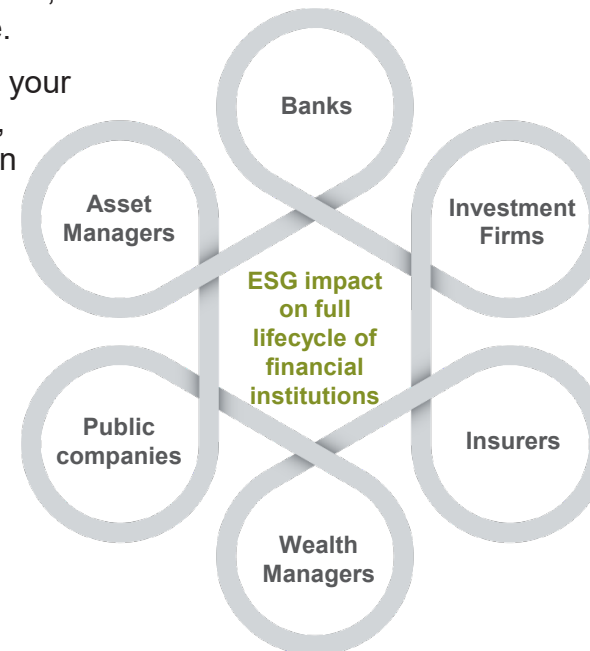 e.
your
,
n
Banks
Asset
Managers
Investment
Firms
ESG impact
on full
lifecycle of
financial
institutions
Public
companies
Insurers
Wealth
Managers